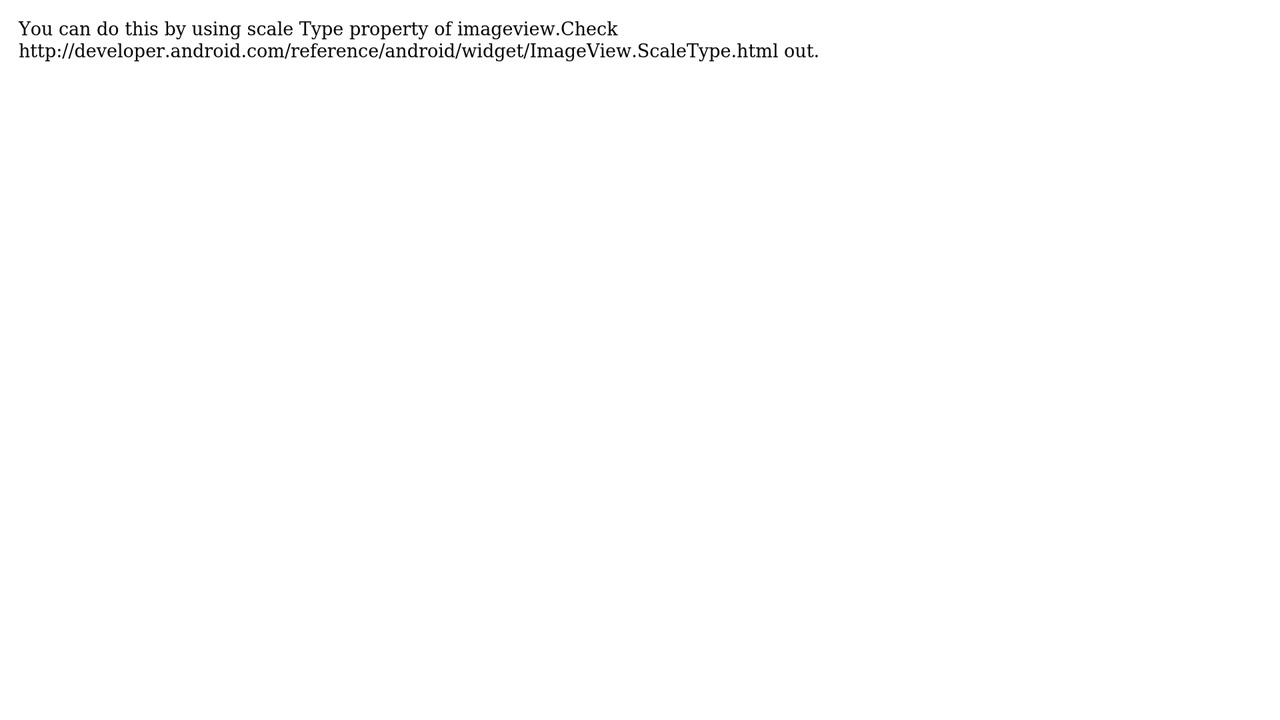 You can do this by using scale Type property of imageview.Check
http://developer.android.com/reference/android/widget/ImageView.ScaleType.html out.